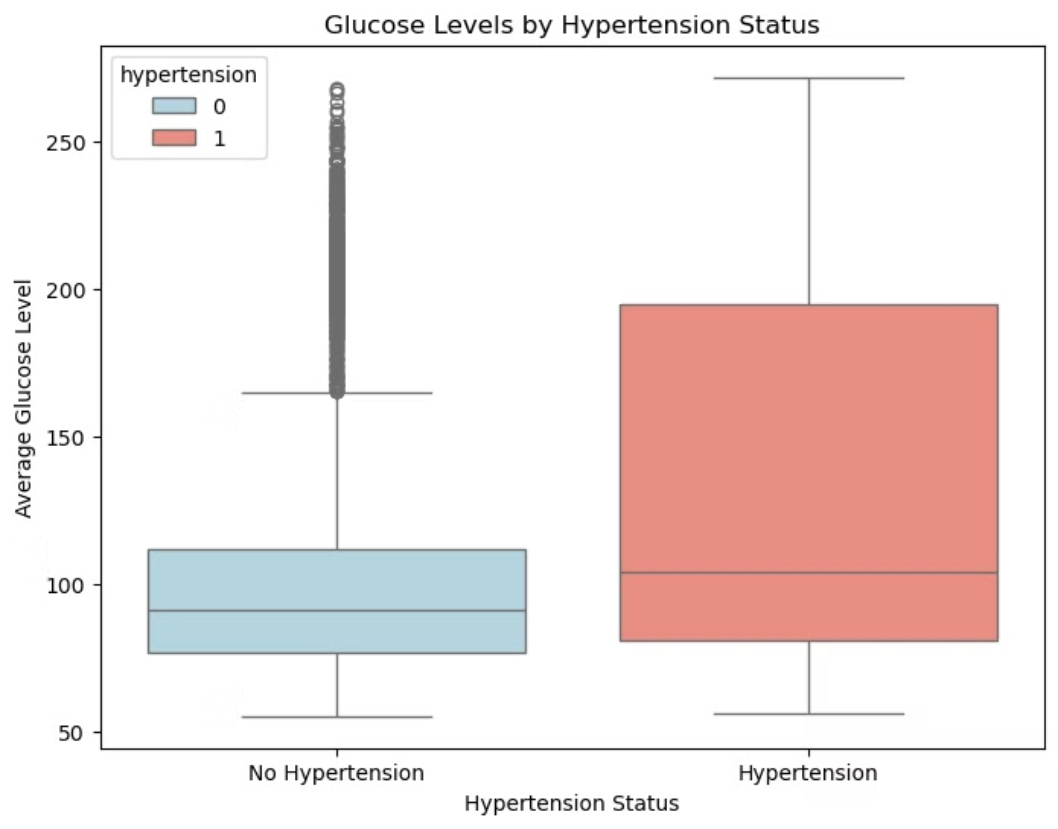 Glucose Levels by Hypertension Status
hypertension
0
1
250
200
150
100
50
Average Glucose Level
No Hypertension
Hypertension
Hypertension Status